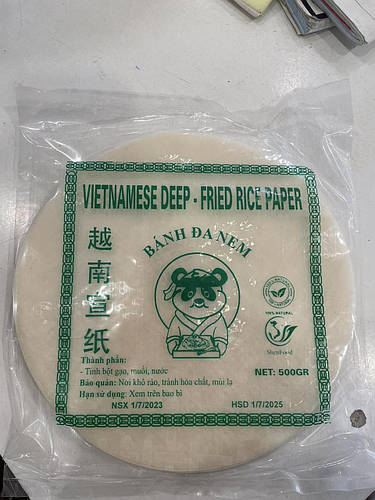 VIETNAMESE DEEP - FRIED RICE PAPER
BÁNH ĐA NEM
越南宣纸
100% NATURAL
ShunFood
Thành phần:
- Tinh bột gạo, muối, nước
NET: 500GR
Bảo quản: Nơi khô ráo, tránh hóa chất, mùi lạ
Hạn sử dụng: Xem trên bao bì
NSX 1/7/2023 HSD 1/7/2025